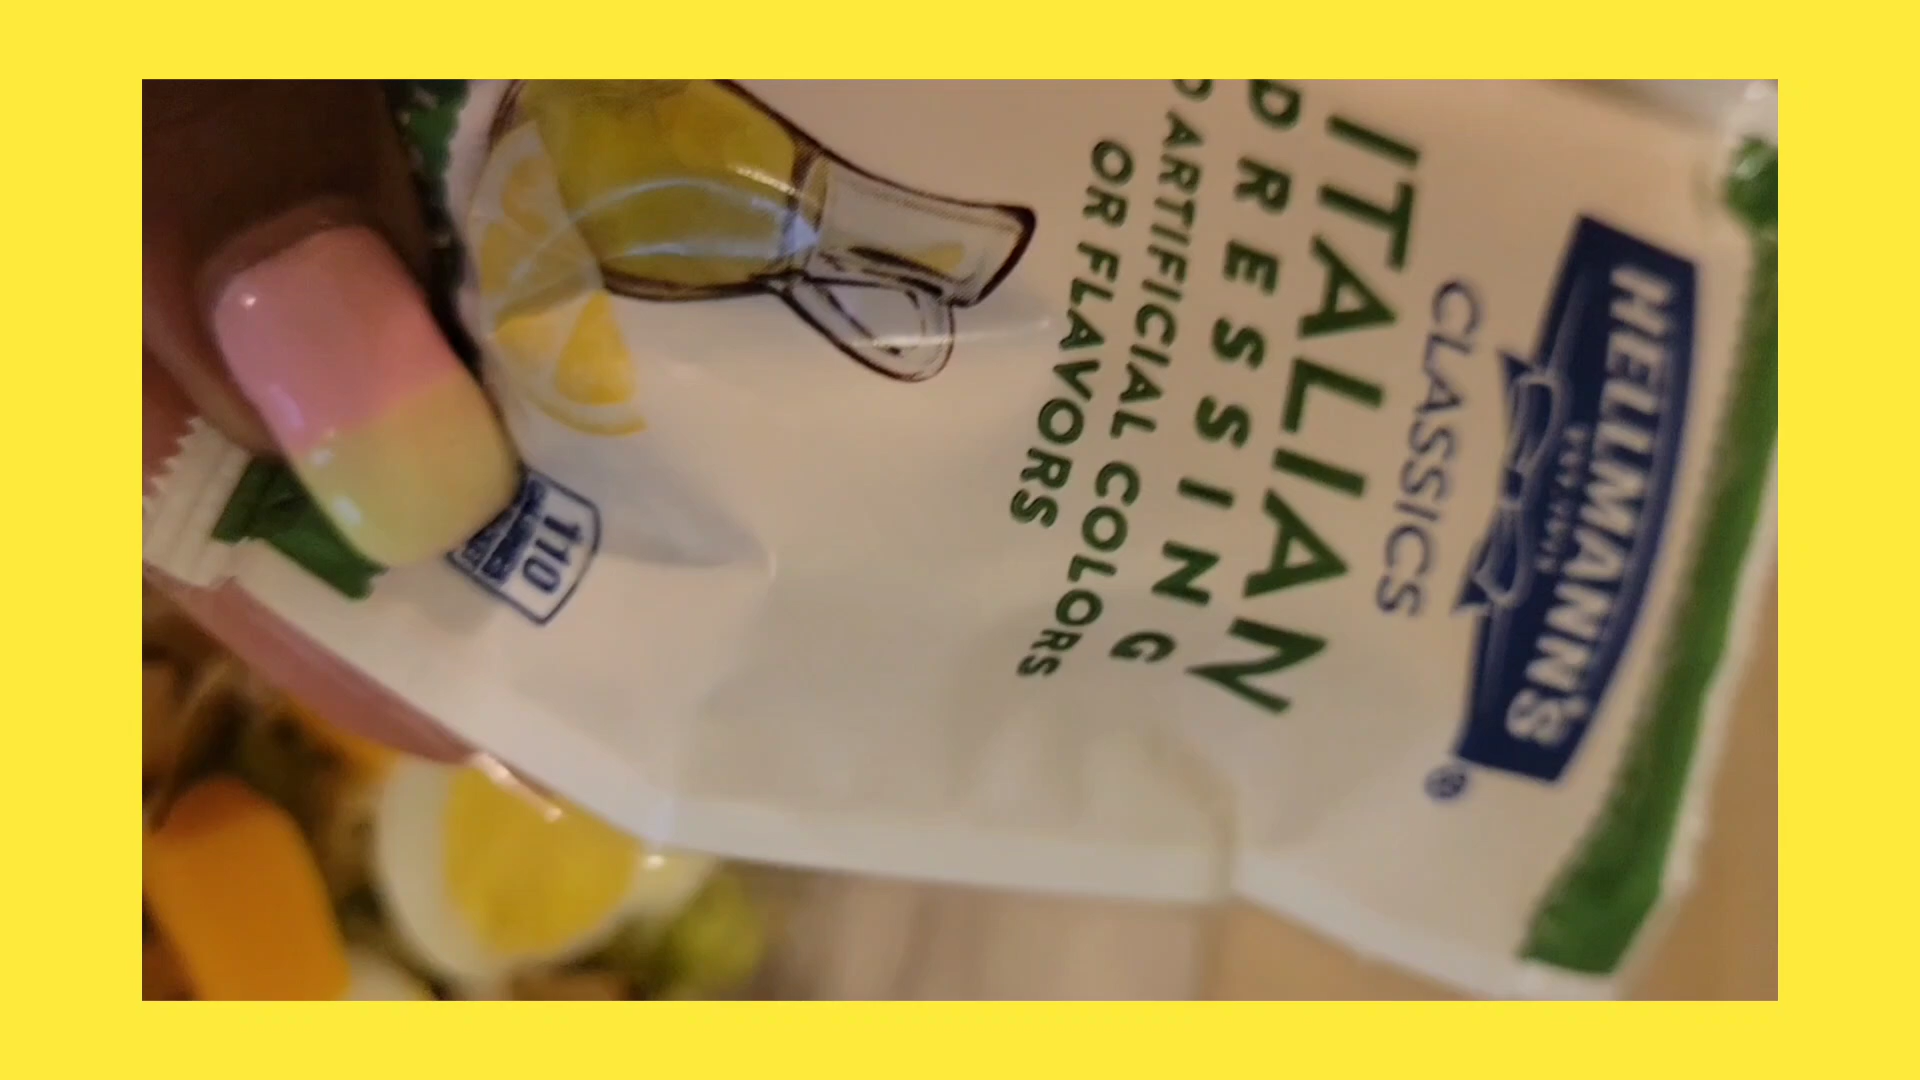 HELLMANN'S
®
CLASSICS
ITALIAN
DRESSING
ARTIFICIAL COLORS
OR FLAVORS
110